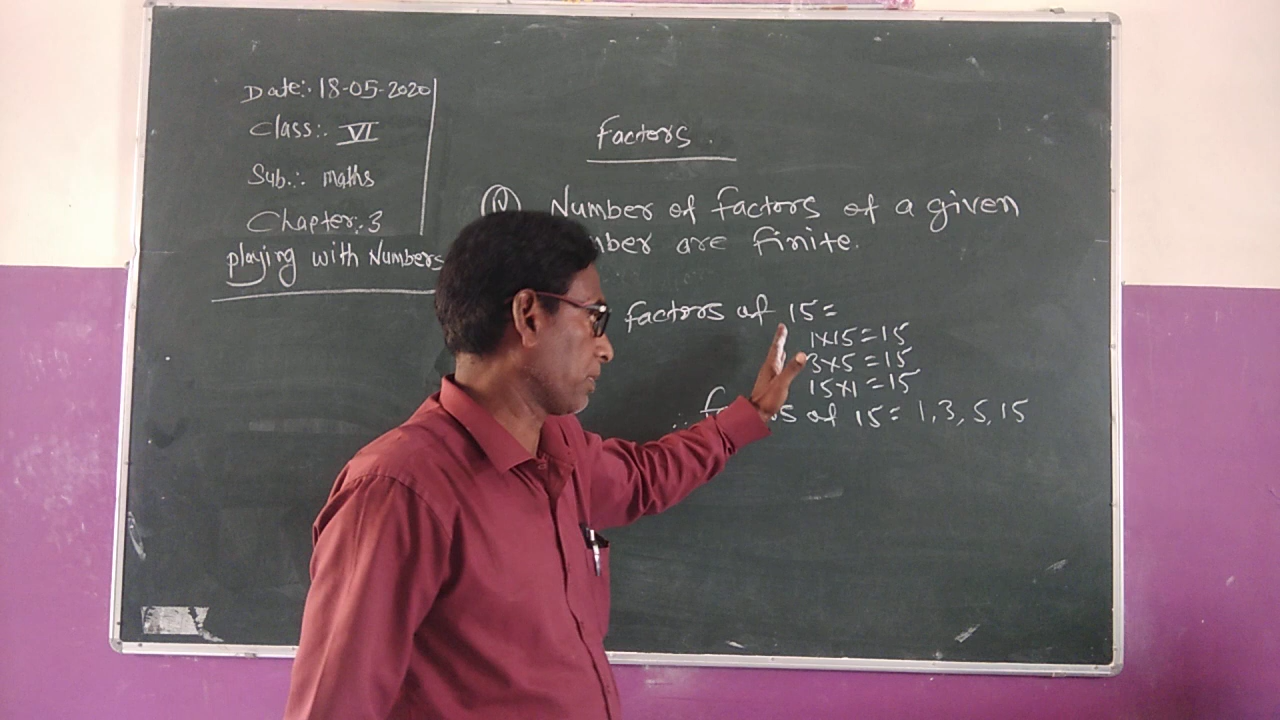 Date:. 18-05-2020
Class:. VI
Sub.:. maths
Chapter:.3
playing with Numbers
Factors.
Number of factors of a given
are finite.
factors of 15=
1x15=15
3x5=15
15x1=15
∴ of 15= 1,3,5,15